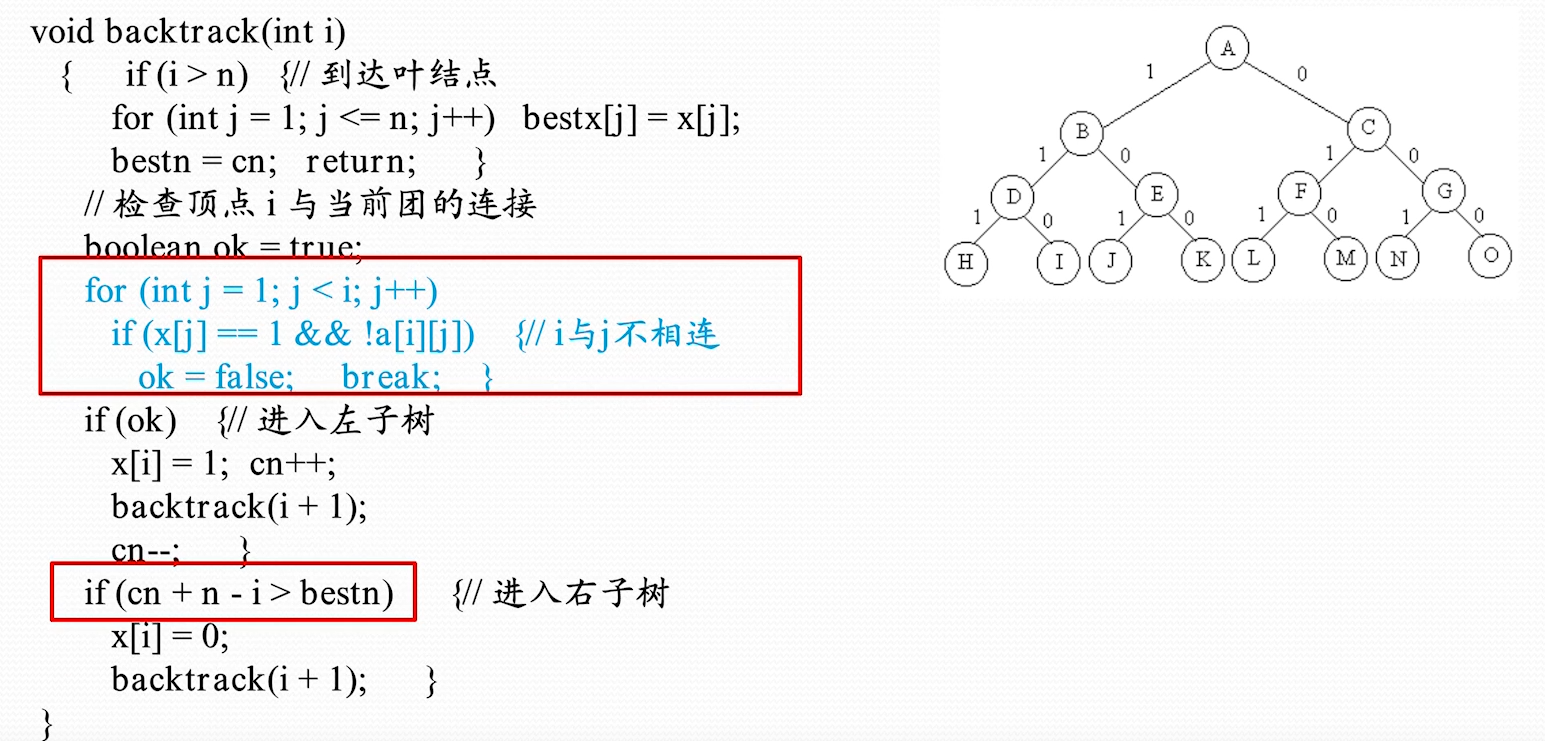 void backtrack(int i)
{ if (i > n) {// 到达叶结点
for (int j = 1; j <= n; j++) bestx[j] = x[j];
bestn = cn; return; }
// 检查顶点 i 与当前团的连接
boolean ok = true;
for (int j = 1; j < i; j++)
if (x[j] == 1 && !a[i][j]) {// i与j不相连
ok = false; break; }
if (ok) {// 进入左子树
x[i] = 1; cn++;
backtrack(i + 1);
cn--; }
if (cn + n - i > bestn) {// 进入右子树
x[i] = 0;
backtrack(i + 1); }
}
A
1 0
B C
1 0 1 0
D E F G
1 0 1 0 1 0 1 0
H I J K L M N O